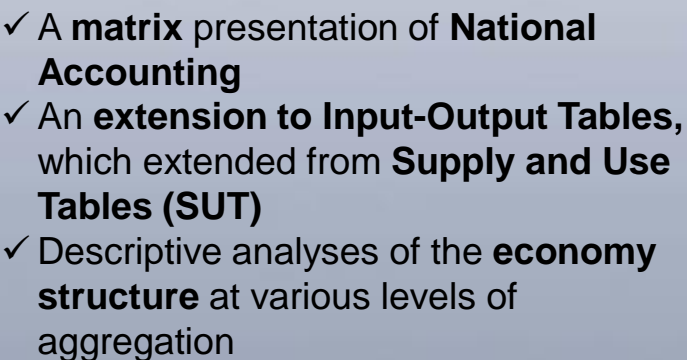 ✓ A matrix presentation of National
Accounting
✓ An extension to Input-Output Tables,
which extended from Supply and Use
Tables (SUT)
✓ Descriptive analyses of the economy
structure at various levels of
aggregation